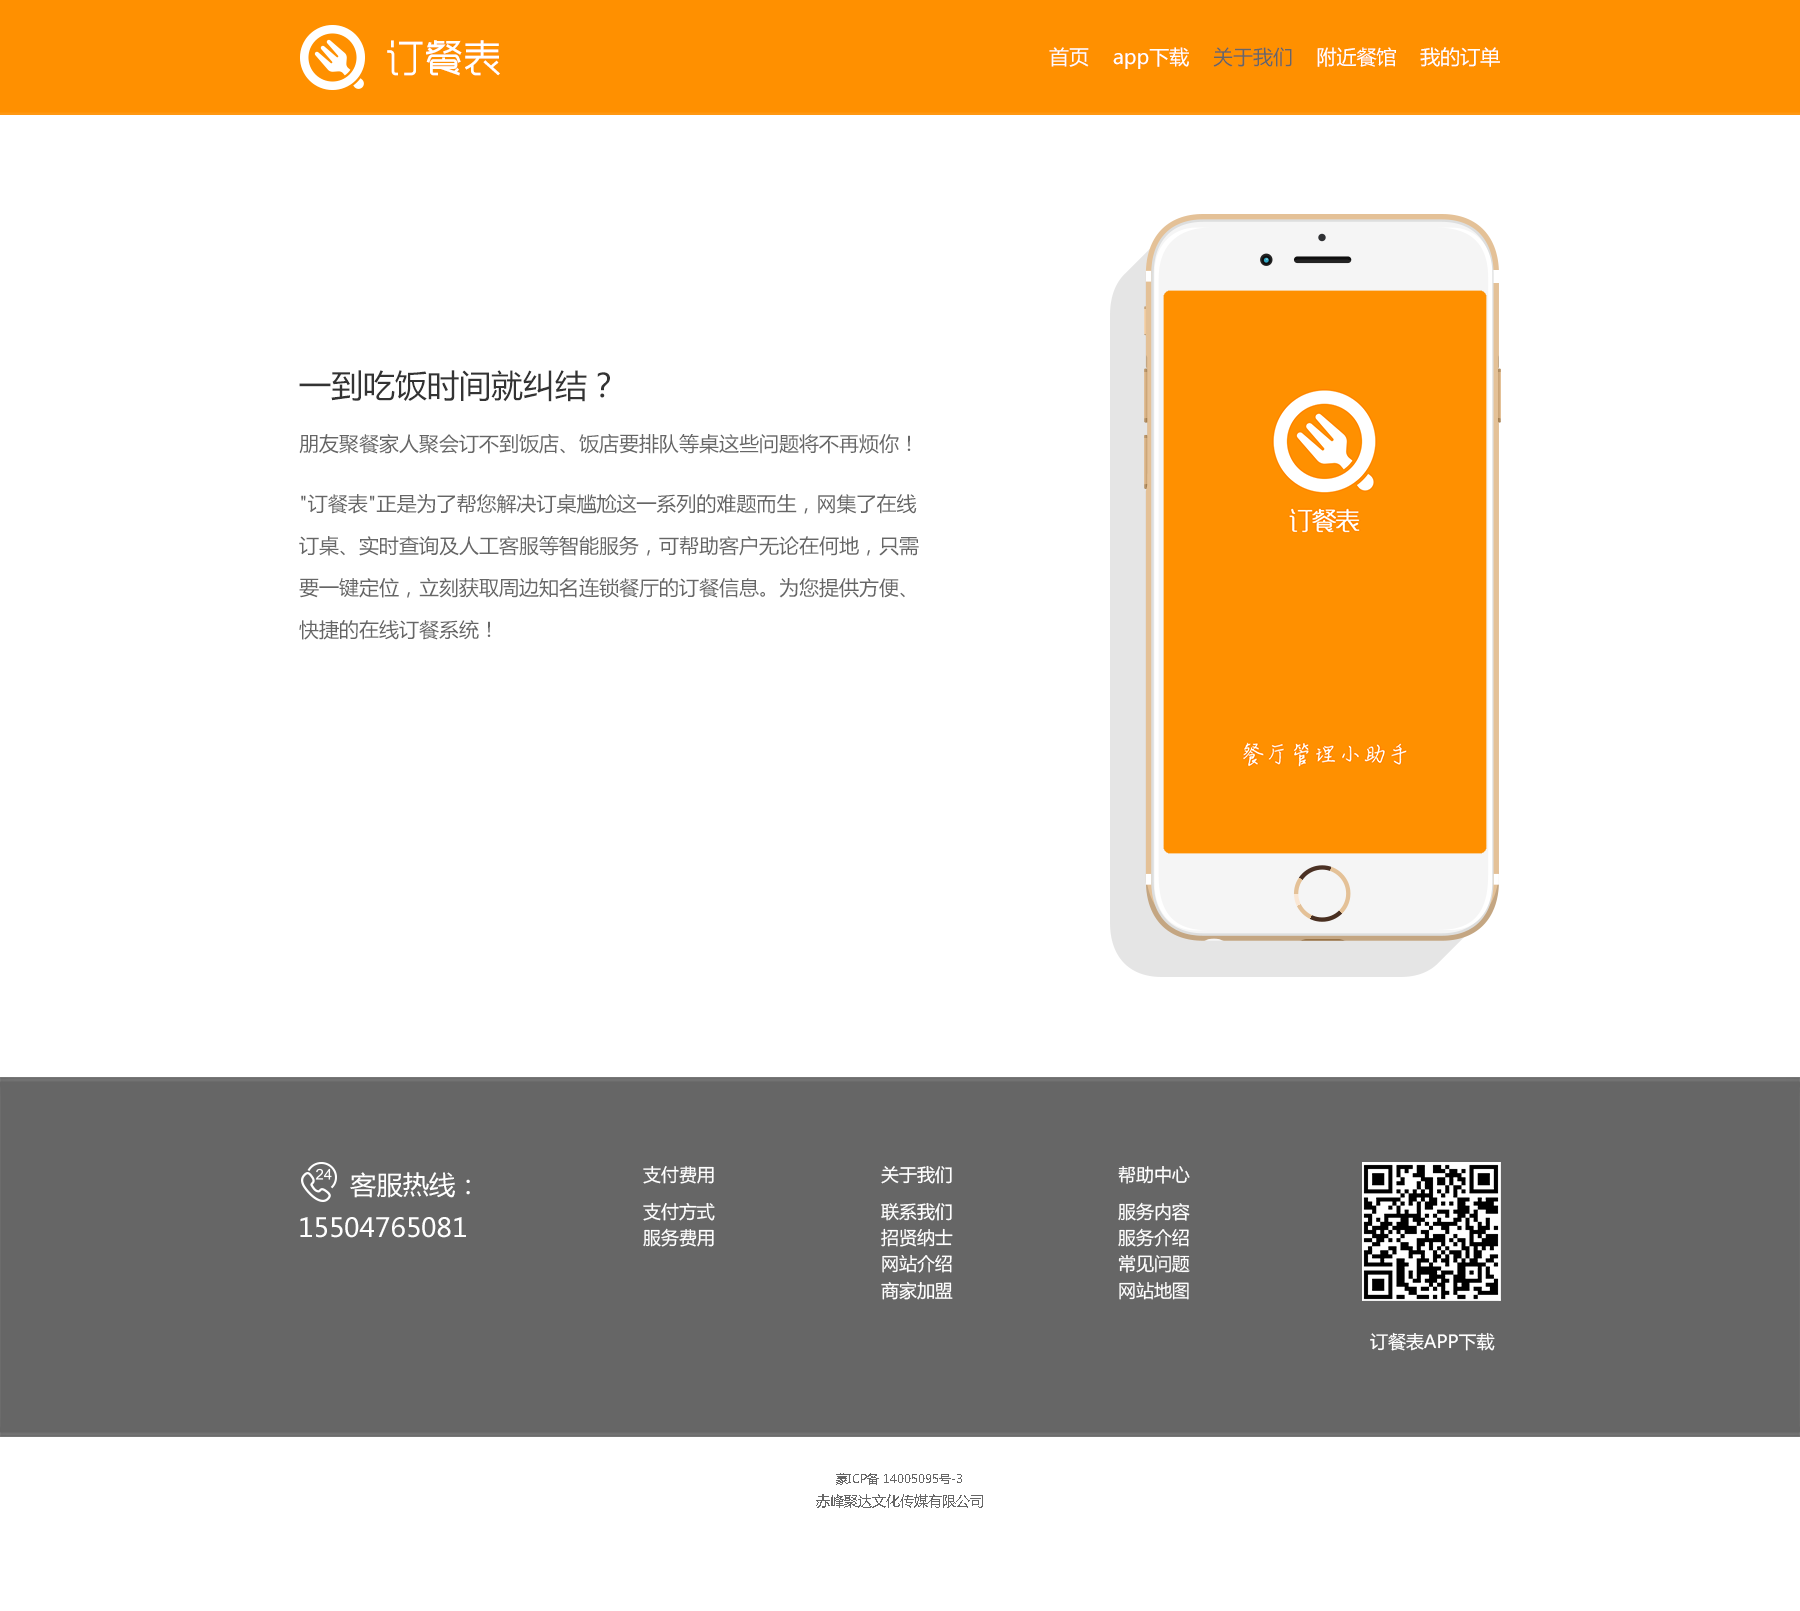 订餐表
首页 app下载 关于我们 附近餐馆 我的订单
一到吃饭时间就纠结？
朋友聚餐家人聚会订不到饭店、饭店要排队等桌这些问题将不再烦你！
"订餐表"正是为了帮您解决订桌尴尬这一系列的难题而生，网集了在线
订桌、实时查询及人工客服等智能服务，可帮助客户无论在何地，只需
要一键定位，立刻获取周边知名连锁餐厅的订餐信息。为您提供方便、
快捷的在线订餐系统！
订餐表
餐厅管理小助手
24
客服热线：
15504765081
支付费用
支付方式
服务费用
关于我们
联系我们
招贤纳士
网站介绍
商家加盟
帮助中心
服务内容
服务介绍
常见问题
网站地图
订餐表APP下载
蒙ICP备 14005095号-3
赤峰聚达文化传媒有限公司